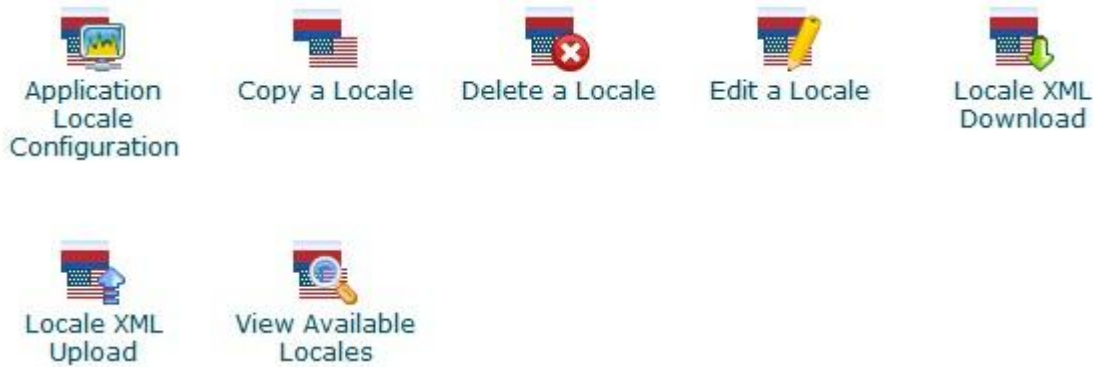 Application
Locale
Configuration
Copy a Locale
Delete a Locale
Edit a Locale
Locale XML
Download
Locale XML
Upload
View Available
Locales